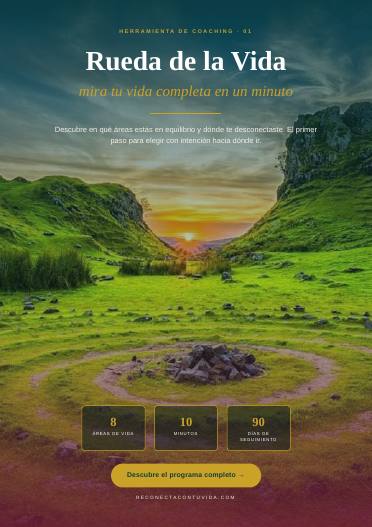 HERRAMIENTA DE COACHING · 01
Rueda de la Vida
mira tu vida completa en un minuto
Descubre en qué áreas estás en equilibrio y dónde te desconectaste. El primer
paso para elegir con intención hacia dónde ir.
8
ÁREAS DE VIDA
10
MINUTOS
90
DÍAS DE
SEGUIMIENTO
Descubre el programa completo →
RECONECTACONTUVIDA.COM